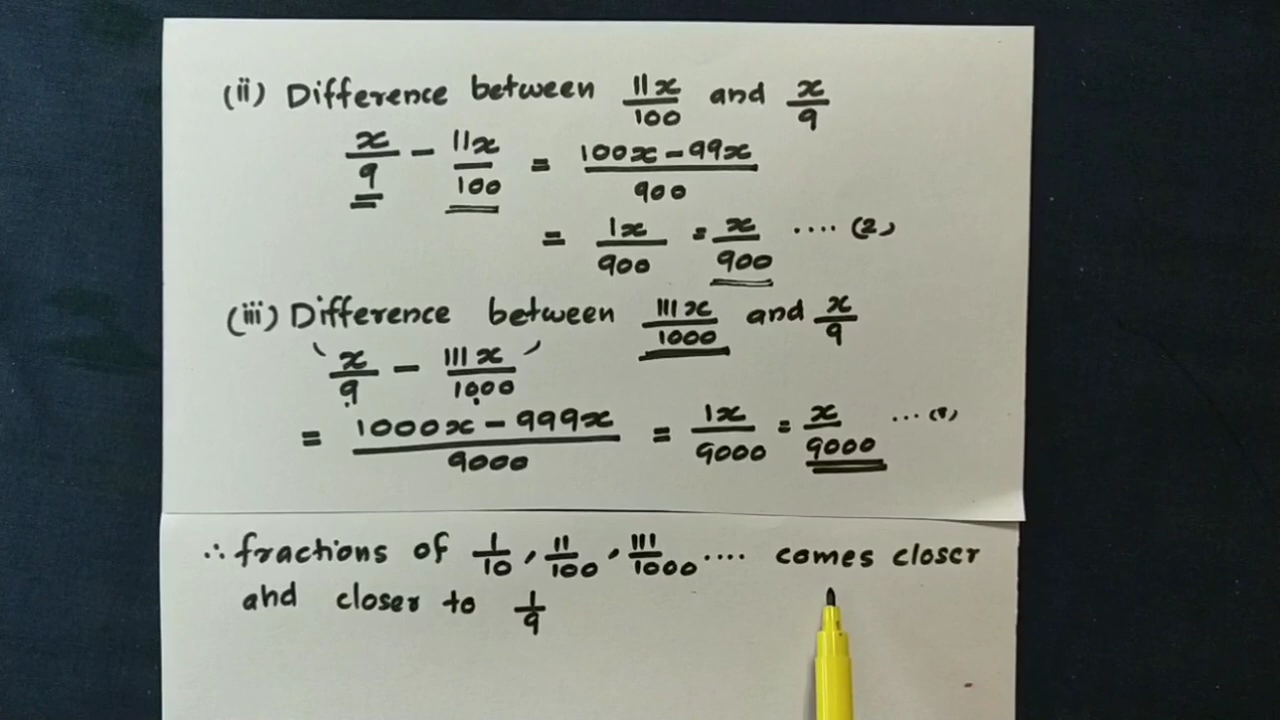 (ii) Difference between 11x/100 and x/9
x/9 - 11x/100 = 100x - 99x/900
= 1x/900 = x/900 .... (2)
(iii) Difference between 111x/1000 and x/9
x/9 - 111x/1000
= 1000x - 999x/9000 = 1x/9000 = x/9000
∴ fractions of 1/10, 11/100, 111/1000 .... comes closer
and closer to 1/9